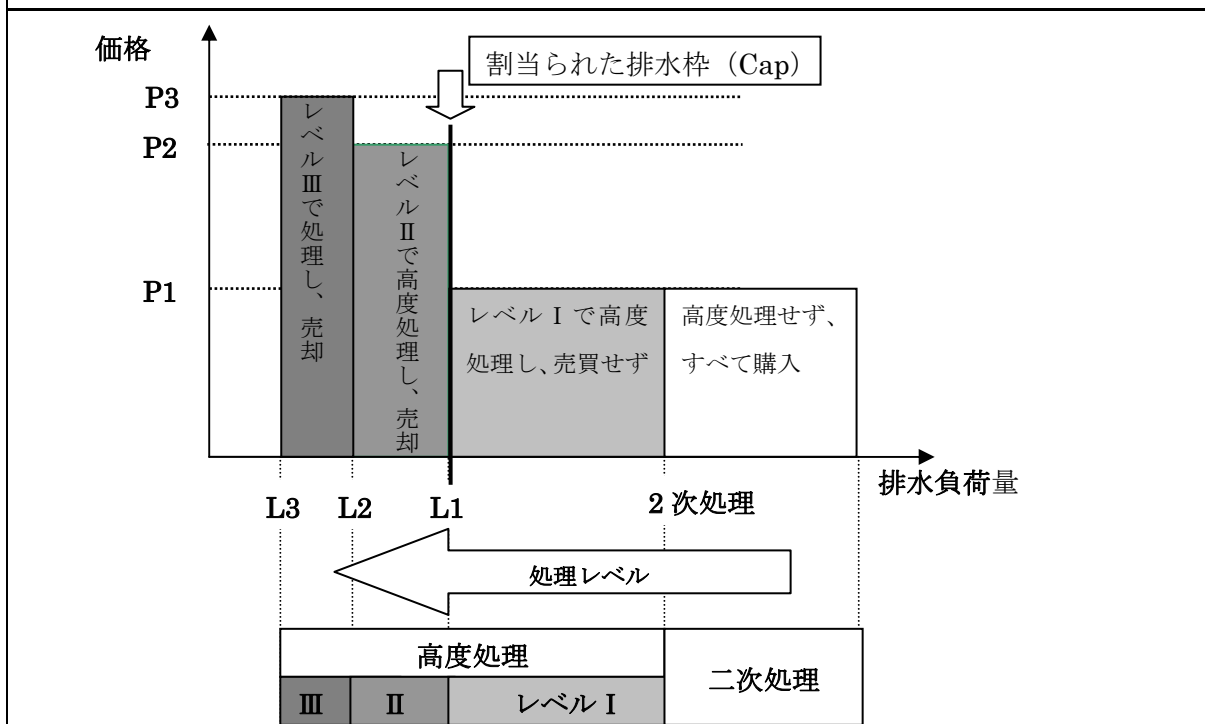 価格
割当られた排水枠（Cap）
P3
P2
P1
レベルⅢで処理し、売却
レベルⅡで高度処理し、売却
レベルⅠで高度
処理し、売買せず
高度処理せず、
すべて購入
排水負荷量
L3
L2
L1
2次処理
処理レベル
高度処理
二次処理
Ⅲ
Ⅱ
レベルⅠ